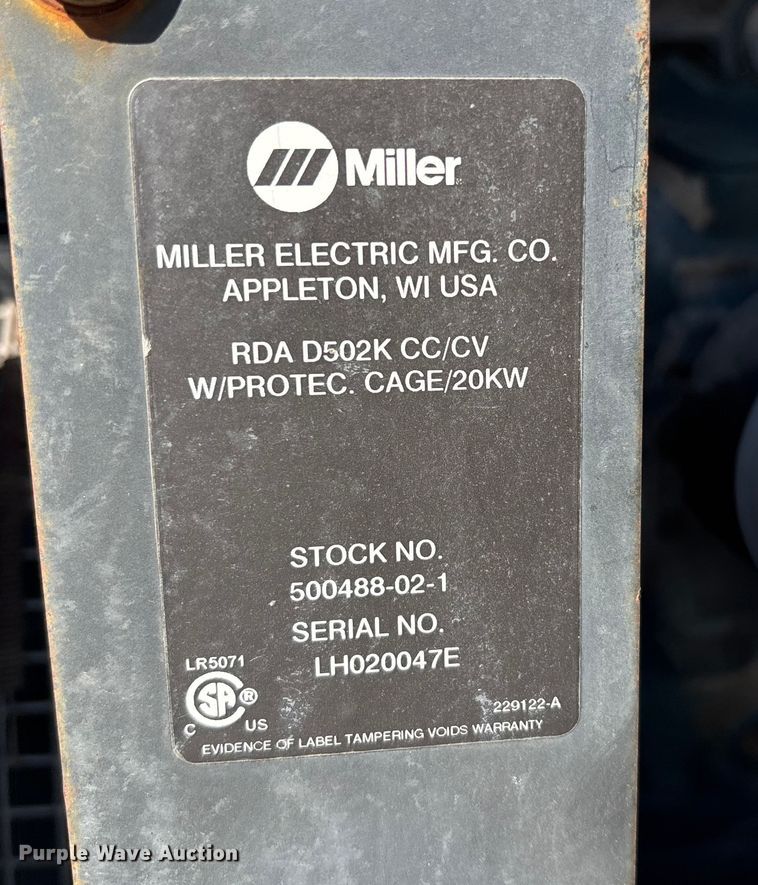 Miller
MILLER ELECTRIC MFG. CO.
APPLETON, WI USA
RDA D502K CC/CV
W/PROTEC. CAGE/20KW
STOCK NO.
500488-02-1
SERIAL NO.
LH020047E
LR5071
SA ®
C US
229122-A
EVIDENCE OF LABEL TAMPERING VOIDS WARRANTY
Purple Wave Auction